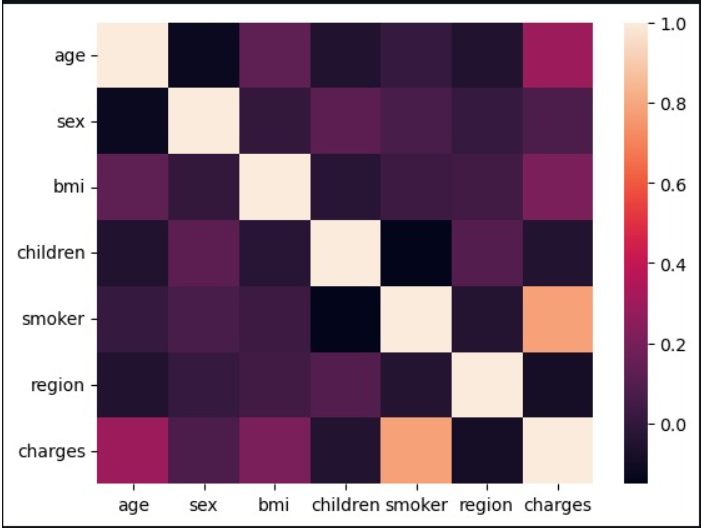 age
sex
bmi
children
smoker
region
charges
age sex bmi children smoker region charges
1.0
0.8
0.6
0.4
0.2
0.0